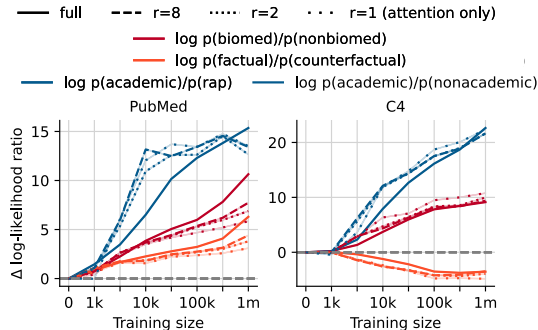 full r=8 r=2 r=1 (attention only)
log p(biomed)/p(nonbiomed)
log p(factual)/p(counterfactual)
log p(academic)/p(rap) log p(academic)/p(nonacademic)
PubMed C4
Δ log-likelihood ratio
15
10
5
0
20
10
0
0 1k 10k 100k 1m
0 1k 10k 100k 1m
Training size Training size